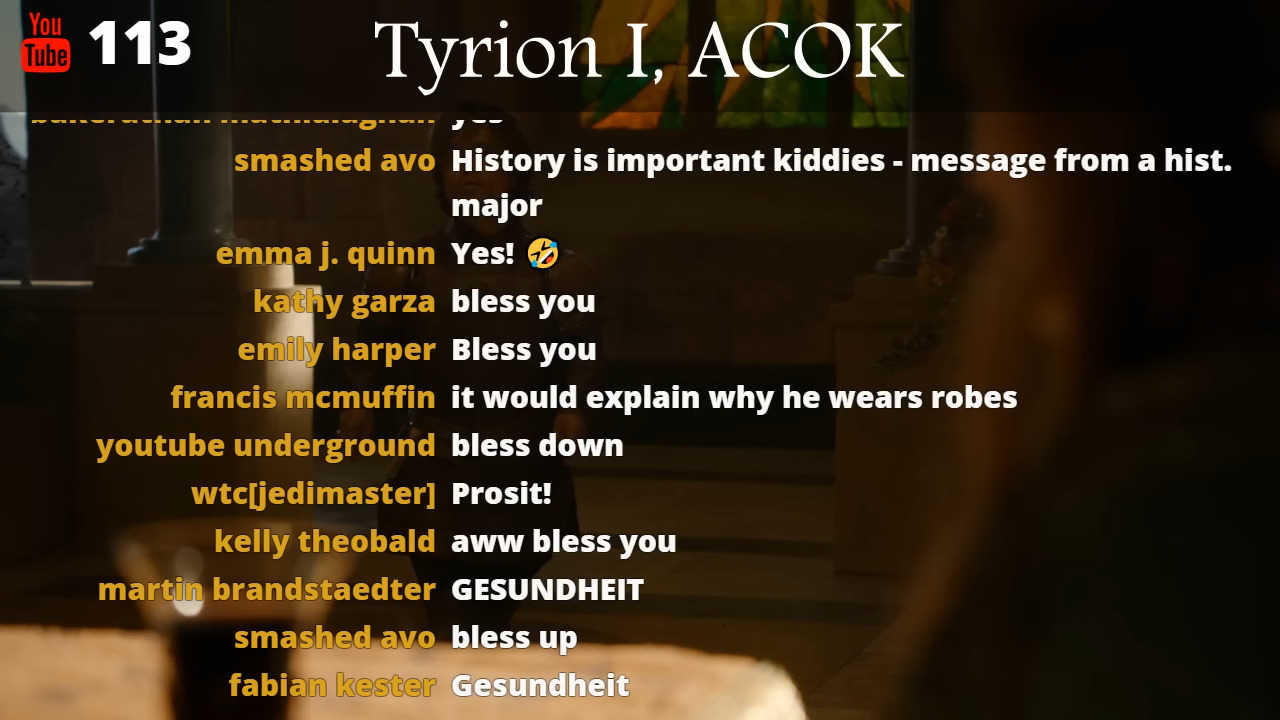 You
Tube
113
Tyrion I, ACOK
yes
smashed avo History is important kiddies - message from a hist.
major
emma j. quinn Yes! 🤣
kathy garza bless you
emily harper Bless you
francis mcmuffin it would explain why he wears robes
youtube underground bless down
wtc[jedimaster] Prosit!
kelly theobald aww bless you
martin brandstaedter GESUNDHEIT
smashed avo bless up
fabian kester Gesundheit